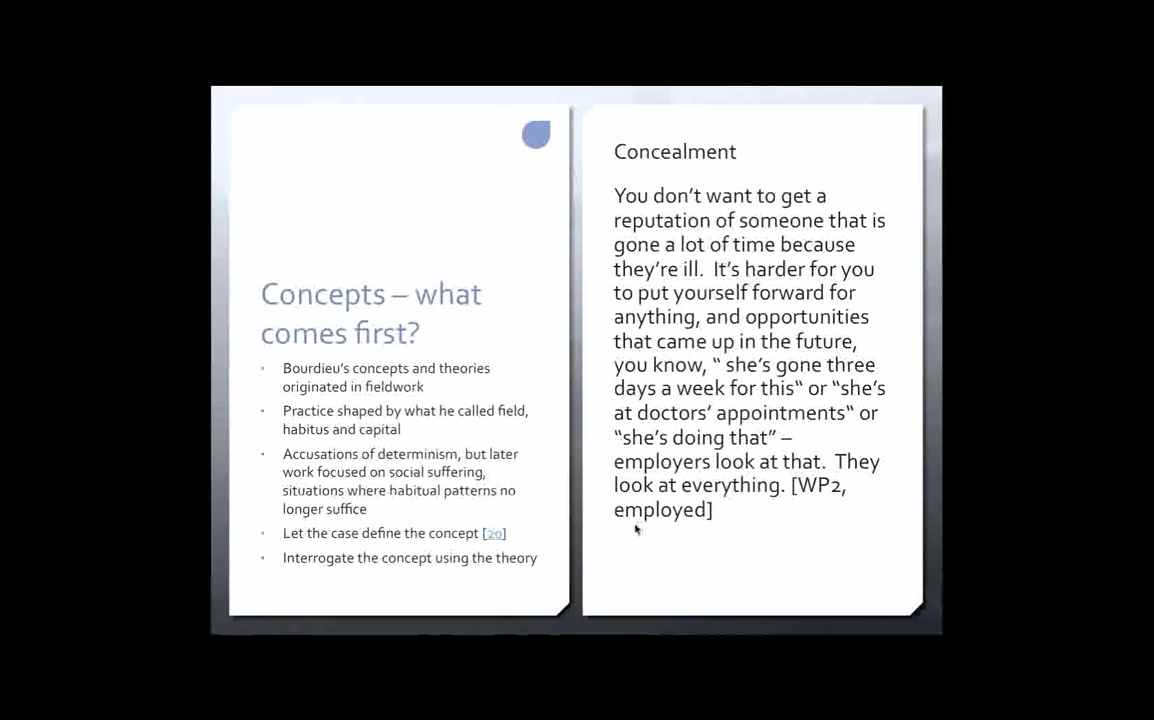 Concepts – what
comes first?
• Bourdieu's concepts and theories
originated in fieldwork
• Practice shaped by what he called field,
habitus and capital
• Accusations of determinism, but later
work focused on social suffering,
situations where habitual patterns no
longer suffice
• Let the case define the concept [20]
• Interrogate the concept using the theory
Concealment
You don't want to get a
reputation of someone that is
gone a lot of time because
they're ill.  It's harder for you
to put yourself forward for
anything, and opportunities
that came up in the future,
you know, “ she's gone three
days a week for this“ or “she's
at doctors' appointments“ or
“she's doing that” –
employers look at that.  They
look at everything. [WP2,
employed]